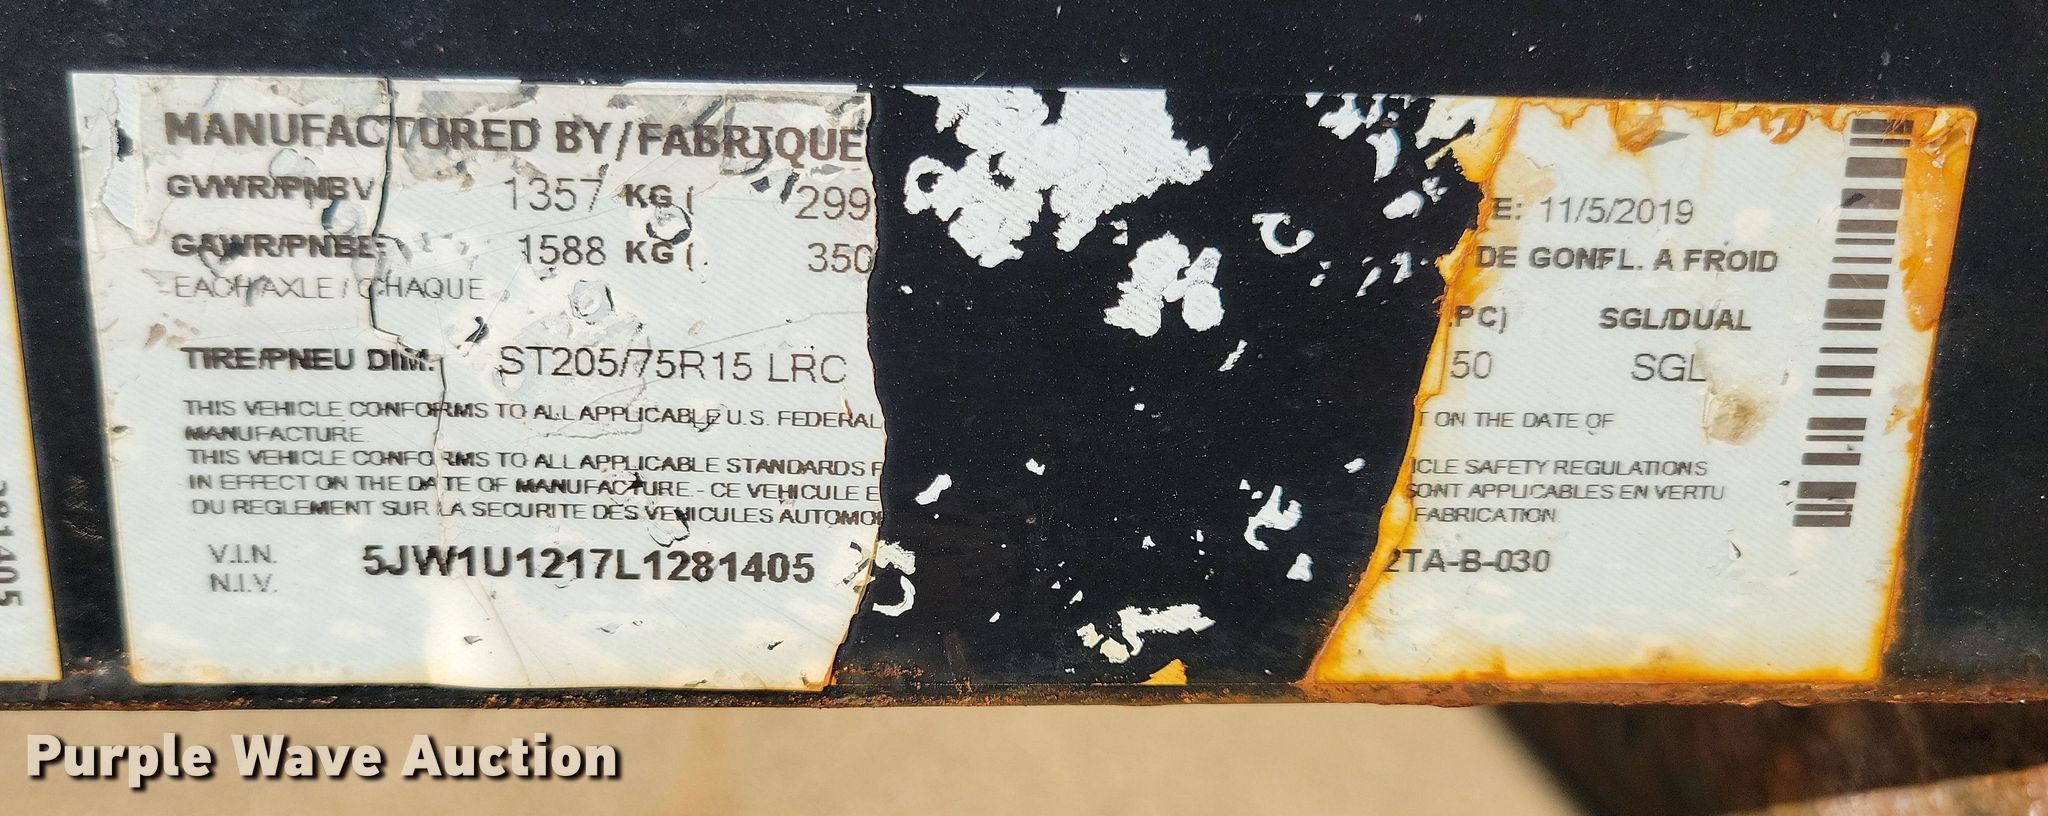 MANUFACTURED BY/FABRIQUE
GVWR/PNBV 1357 KG ( 299 E: 11/5/2019
GAWR/PNBE 1588 KG ( 350 DE GONFL. A FROID
EACH AXLE / CHAQUE PC) SGL/DUAL
TIRE/PNEU DIM. ST205/75R15 LRC 50 SGL
THIS VEHICLE CONFORMS TO ALL APPLICABLE U.S. FEDERAL T ON THE DATE OF
MANUFACTURE.
THIS VEHICLE CONFORMS TO ALL APPLICABLE STANDARDS ICLE SAFETY REGULATIONS
IN EFFECT ON THE DATE OF MANUFACTURE - CE VEHICULE E SONT APPLICABLES EN VERTU
DU REGLEMENT SUR LA SECURITE DES VEHICULES AUTOMO FABRICATION
V.I.N. 5JW1U1217L1281405 2TA-B-030
N.I.V.
281405
Purple Wave Auction